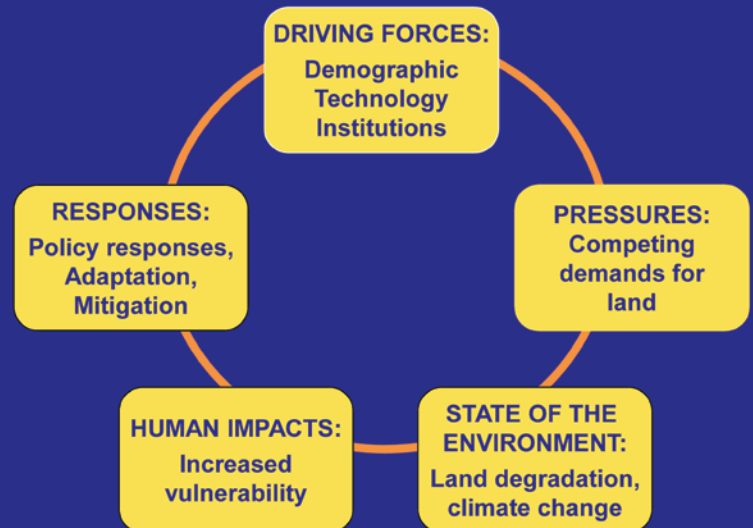 DRIVING FORCES:
Demographic
Technology
Institutions
PRESSURES:
Competing
demands for
land
STATE OF THE
ENVIRONMENT:
Land degradation,
climate change
HUMAN IMPACTS:
Increased
vulnerability
RESPONSES:
Policy responses,
Adaptation,
Mitigation